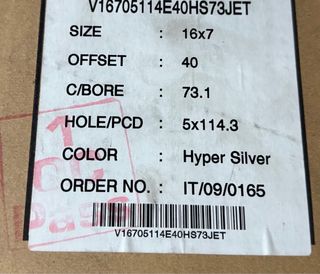 V16705114E40HS73JET
SIZE : 16x7
OFFSET : 40
C/BORE : 73.1
HOLE/PCD : 5x114.3
COLOR : Hyper Silver
ORDER NO. : IT/09/0165
V16705114E40HS73JET